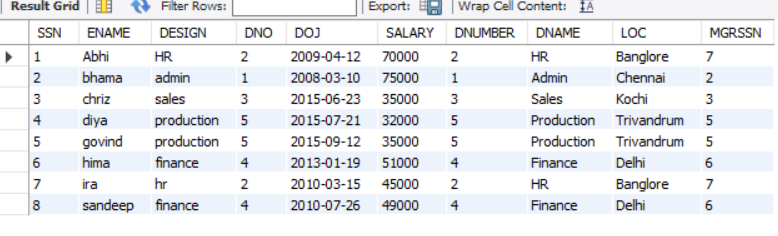 Result Grid Filter Rows: Export: Wrap Cell Content: IA
SSN ENAME DESIGN DNO DOJ SALARY DNUMBER DNAME LOC MGRSSN
1 Abhi HR 2 2009-04-12 70000 2 HR Banglore 7
2 bhama admin 1 2008-03-10 75000 1 Admin Chennai 2
3 chriz sales 3 2015-06-23 35000 3 Sales Kochi 3
4 diya production 5 2015-07-21 32000 5 Production Trivandrum 5
5 govind production 5 2015-09-12 35000 5 Production Trivandrum 5
6 hima finance 4 2013-01-19 51000 4 Finance Delhi 6
7 ira hr 2 2010-03-15 45000 2 HR Banglore 7
8 sandeep finance 4 2010-07-26 49000 4 Finance Delhi 6